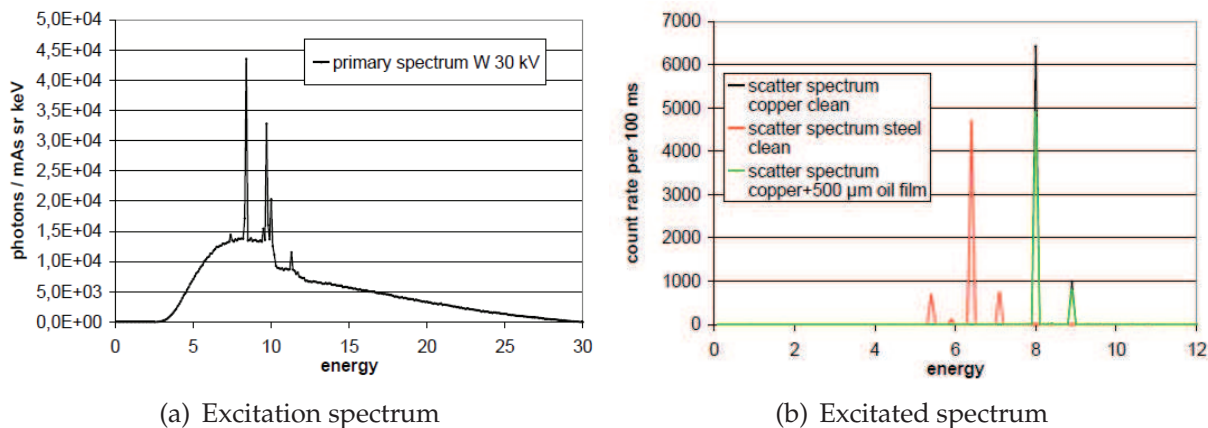 5,0E+04
4,5E+04
4,0E+04
3,5E+04
3,0E+04
2,5E+04
2,0E+04
1,5E+04
1,0E+04
5,0E+03
0,0E+00
photons / mAs sr keV
primary spectrum W 30 kV
0 5 10 15 20 25 30
energy
(a) Excitation spectrum
7000
6000
5000
4000
3000
2000
1000
0
count rate per 100 ms
scatter spectrum
copper clean
scatter spectrum steel
clean
scatter spectrum
copper+500 µm oil film
0 2 4 6 8 10 12
energy
(b) Excitated spectrum